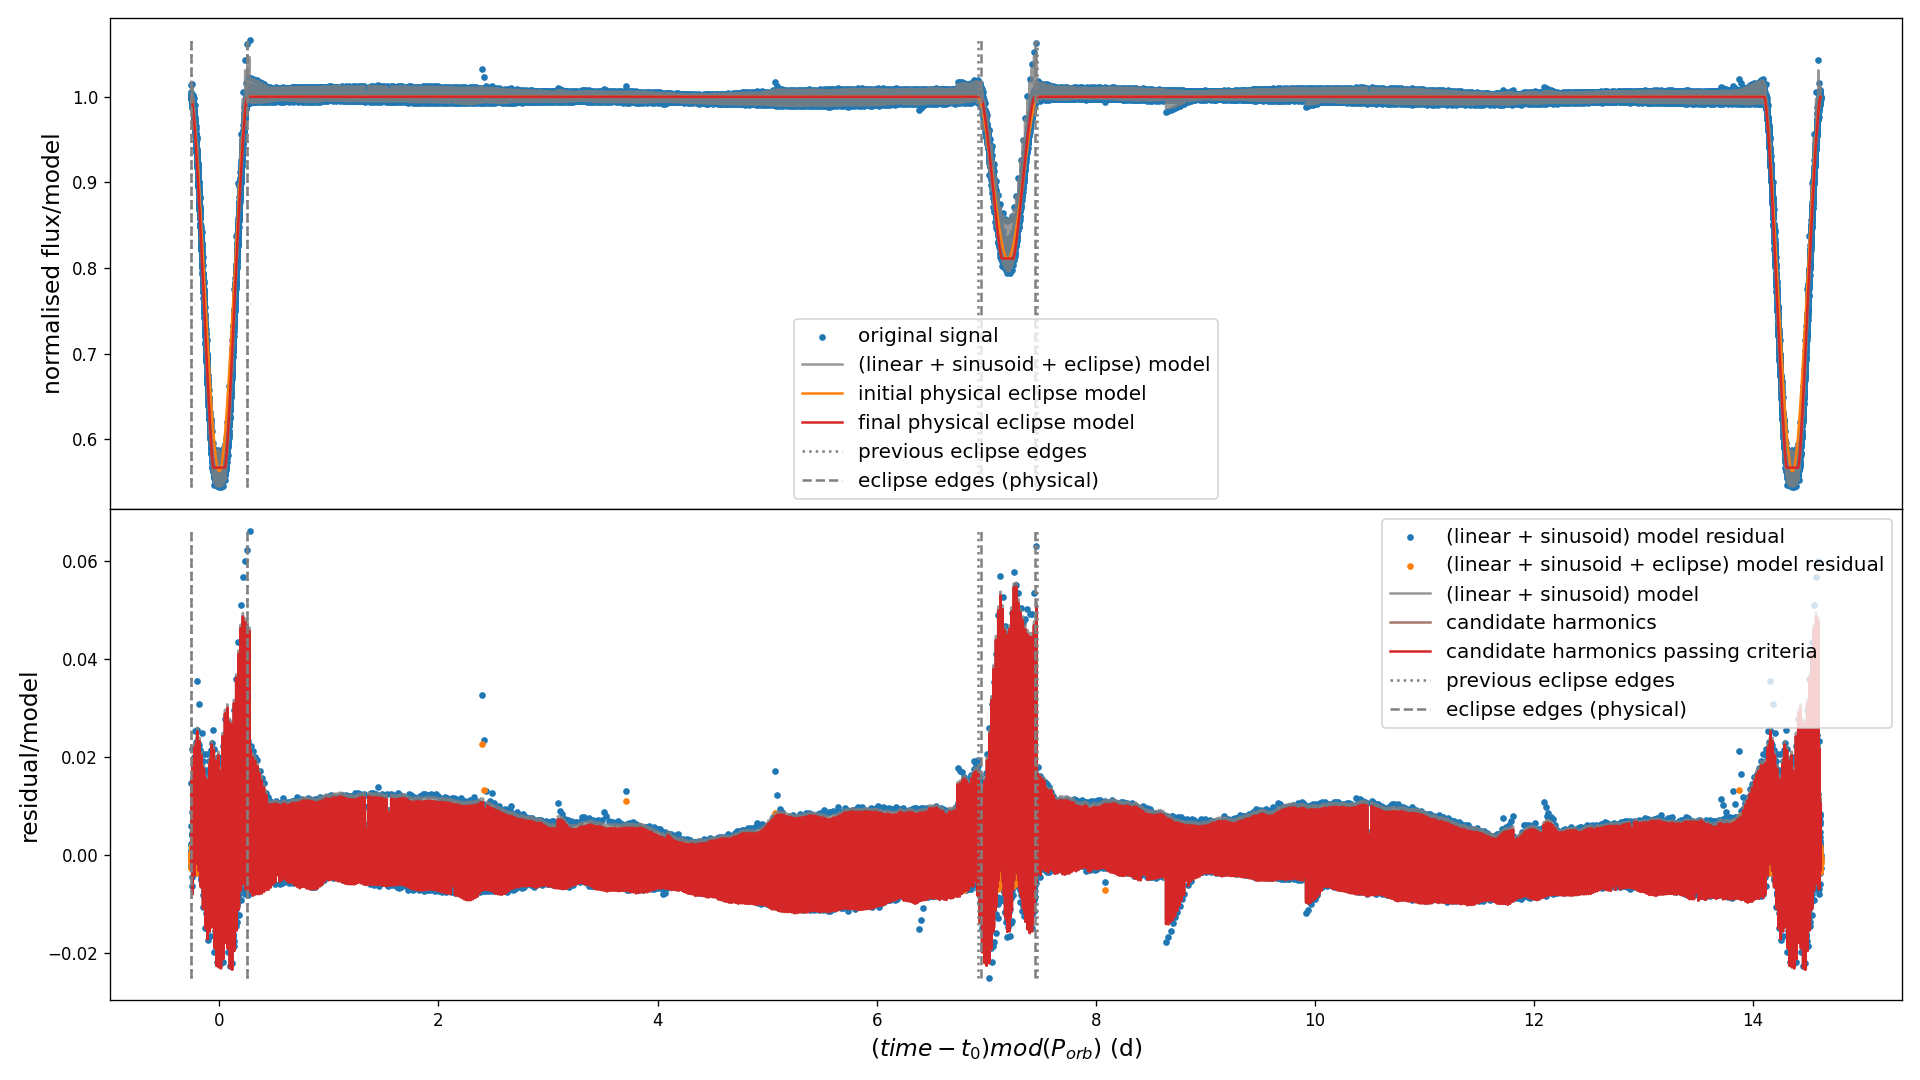 normalised flux/model
1.0
0.9
0.8
0.7
0.6
original signal
(linear + sinusoid + eclipse) model
initial physical eclipse model
final physical eclipse model
previous eclipse edges
eclipse edges (physical)
residual/model
0.06
0.04
0.02
0.00
−0.02
(linear + sinusoid) model residual
(linear + sinusoid + eclipse) model residual
(linear + sinusoid) model
candidate harmonics
candidate harmonics passing criteria
previous eclipse edges
eclipse edges (physical)
0 2 4 6 8 10 12 14
(time − t₀)mod(Pₒᵣb) (d)